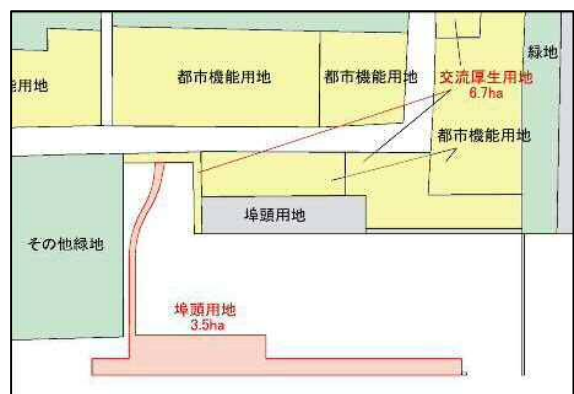 緑地
都市機能用地
都市機能用地
交流厚生用地
6.7ha
能用地
都市機能用地
埠頭用地
その他緑地
埠頭用地
3.5ha